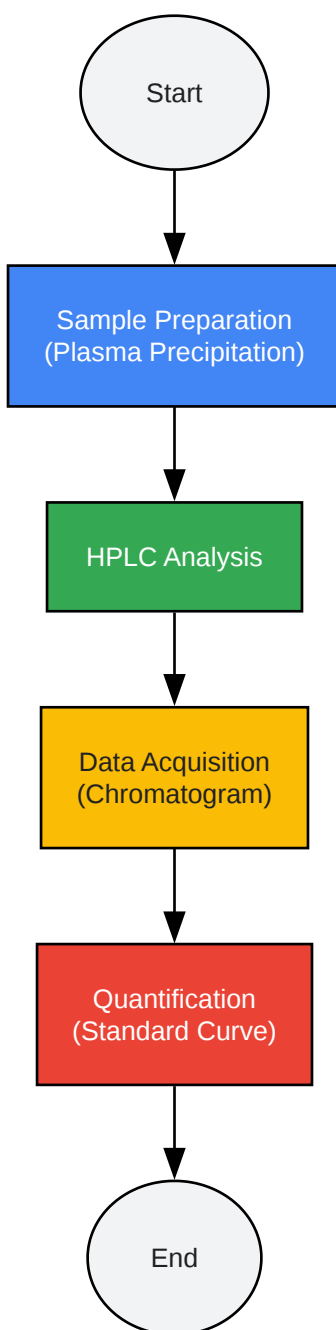 Start
Sample Preparation
(Plasma Precipitation)
HPLC Analysis
Data Acquisition
(Chromatogram)
Quantification
(Standard Curve)
End